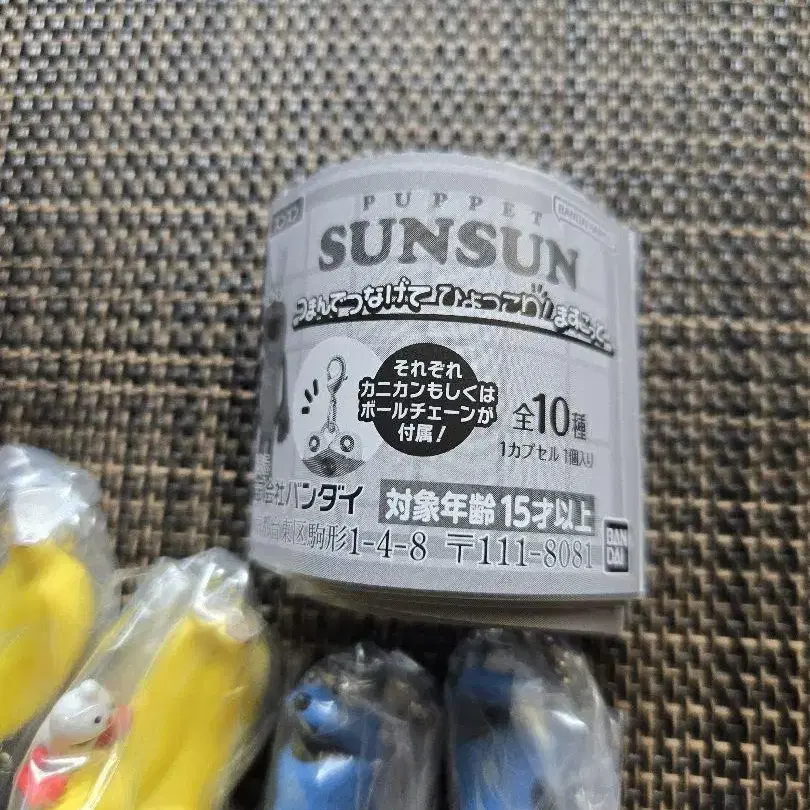 PUPPET
SUNSUN
つまんでつなげてひょっこりますこっと
それぞれ
カニカンもしくは
ボールチェーンが
付属!
全10種
1カプセル1個入り
会社バンダイ
対象年齢 15才以上
東区駒形1-4-8 〒111-8081
BAN
DAI